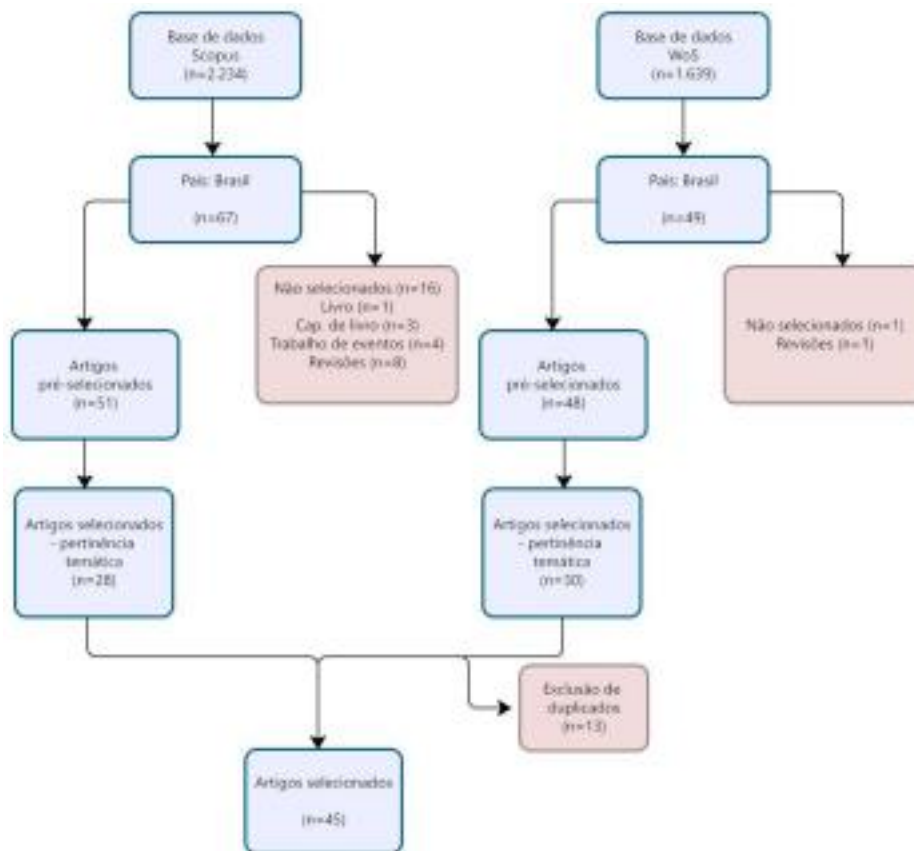 Base de dados
Scopus
(n=2.234)
Base de dados
WoS
(n=1.639)
País: Brasil
(n=67)
País: Brasil
(n=49)
Não selecionados (n=16)
Livro (n=1)
Cap. de livro (n=3)
Trabalho de eventos (n=4)
Revisões (n=8)
Não selecionados (n=1)
Revisões (n=1)
Artigos
pré-selecionados
(n=51)
Artigos
pré-selecionados
(n=48)
Artigos selecionados
- pertinência
temática
(n=28)
Artigos selecionados
- pertinência
temática
(n=30)
Exclusão de
duplicados
(n=13)
Artigos selecionados
(n=45)